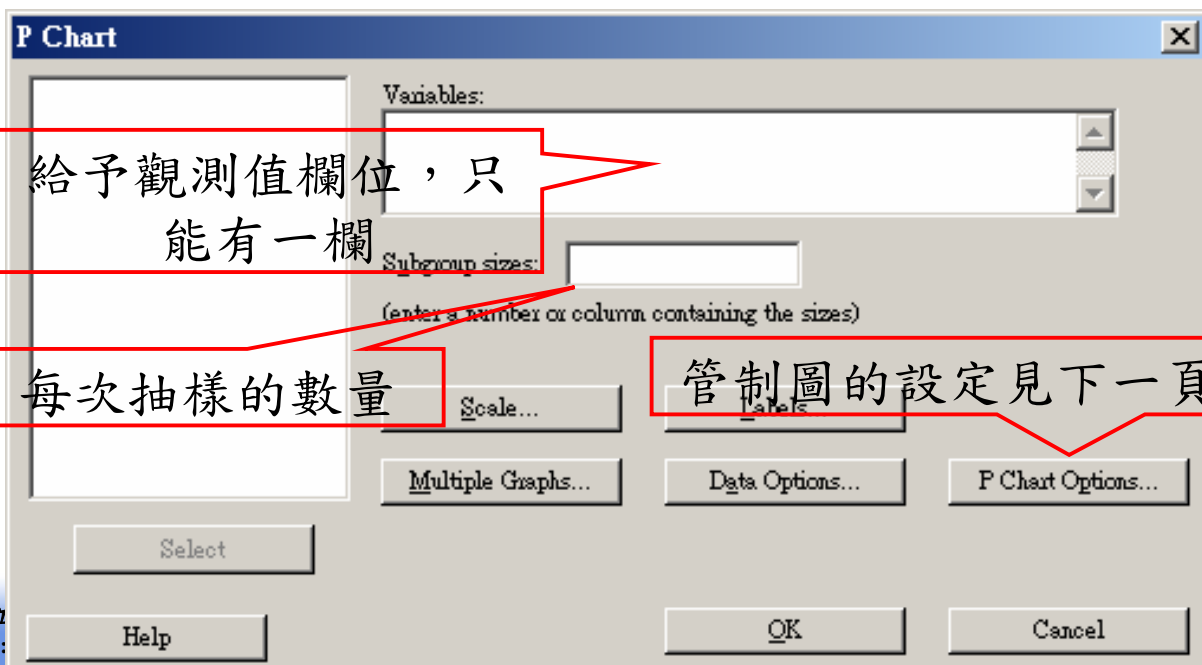 P Chart
Variables:
給予觀測值欄位，只
能有一欄
Subgroup sizes:
(enter a number or column containing the sizes)
每次抽樣的數量
管制圖的設定見下一頁
Scale...
Labels...
Multiple Graphs...
Data Options...
P Chart Options...
Select
Help
OK
Cancel